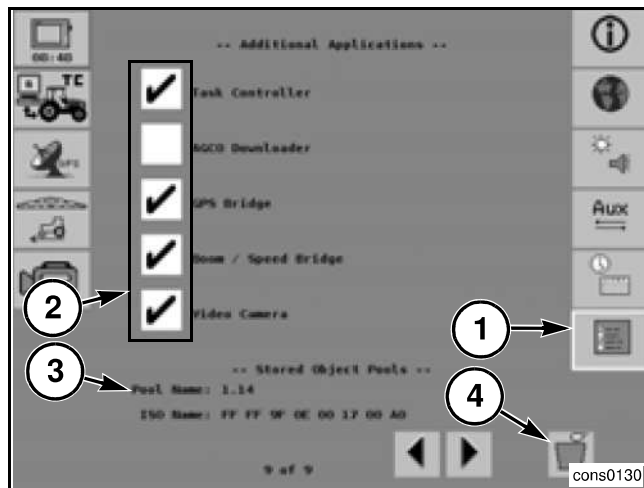 -- Additional Applications --
08:48
TC
Task Controller
AGCO Downloader
GPS
GPS Bridge
Aux
Boom / Speed Bridge
2
Video Camera
1
-- Stored Object Pools --
3
Pool Name: 1.14
4
ISO Name: FF FF 9F 0E 00 17 00 A0
9 of 9
cons0130